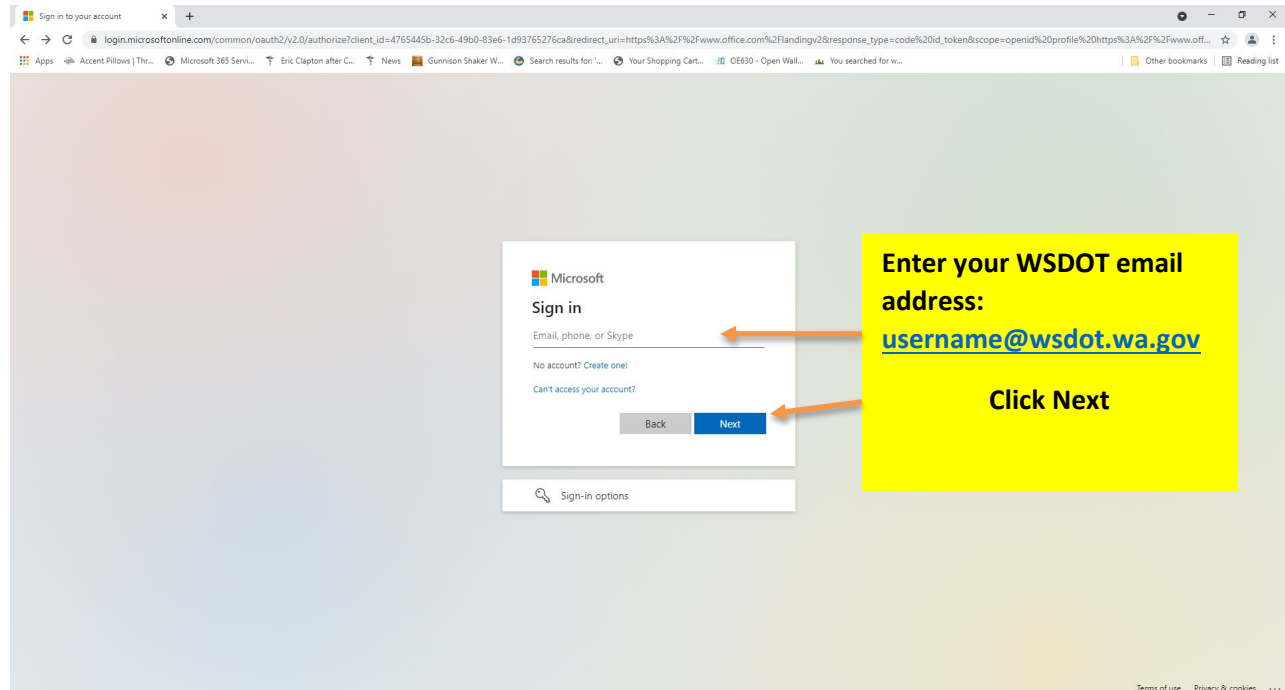 Sign in to your account
login.microsoftonline.com/common/oauth2/v2.0/authorize?client_id=4765445b-32c6-49b0-83e6-1d93765276ca&redirect_uri=https%3A%2F%2Fwww.office.com%2Flandingv2&response_type=code%20id_token&scope=openid%20profile%20https%3A%2F%2Fwww.off...
Apps Accent Pillows | Thr... Microsoft 365 Servi... Eric Clapton after C... News Gunnison Shaker W... Search results for: '... Your Shopping Cart... OE630 - Open Wall... You searched for w... Other bookmarks Reading list
Microsoft
Sign in
Email, phone, or Skype
No account? Create one!
Can't access your account?
Back Next
Sign-in options
Enter your WSDOT email
address:
username@wsdot.wa.gov
Click Next
Terms of use Privacy & cookies ...